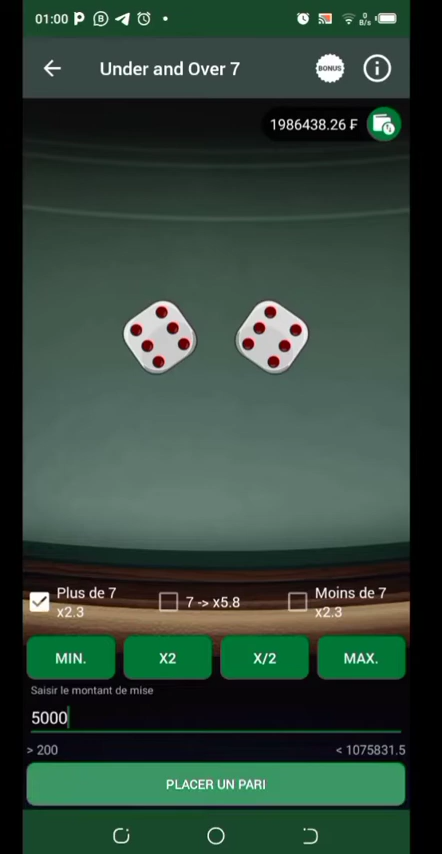 01:00
Under and Over 7
BONUS
1986438.26 ₣
Plus de 7
x2.3
7 -> x5.8
Moins de 7
x2.3
MIN.
X2
X/2
MAX.
Saisir le montant de mise
5000
> 200
< 1075831.5
PLACER UN PARI